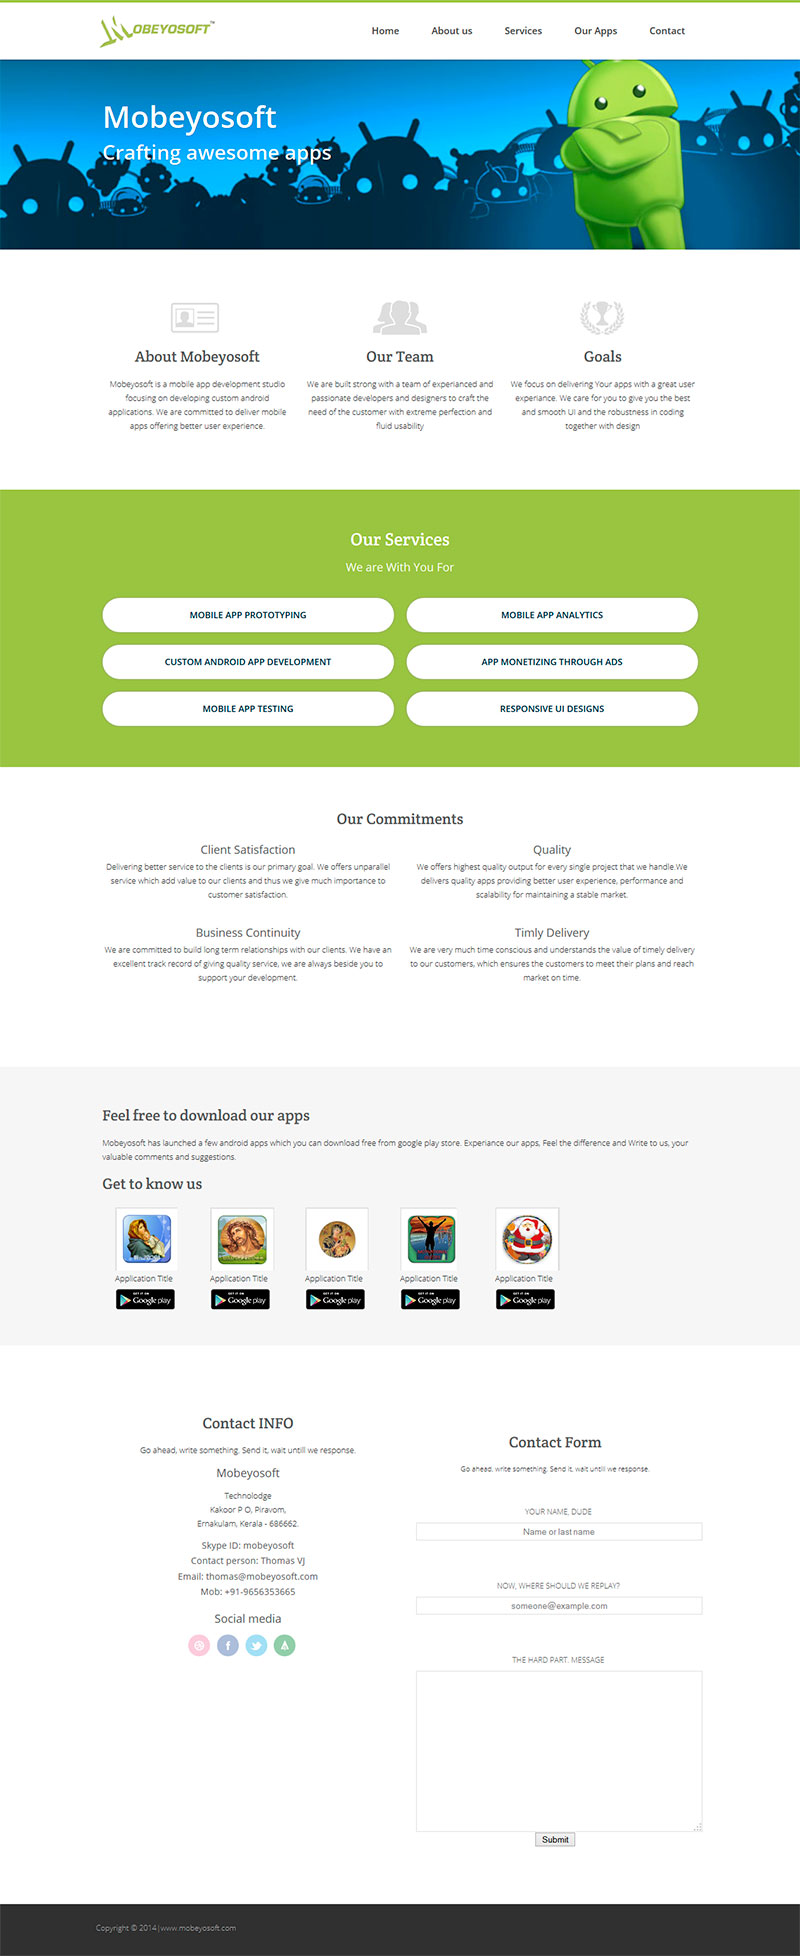 OBEYOSOFT™
Home About us Services Our Apps Contact
Mobeyosoft
Crafting awesome apps
About Mobeyosoft
Mobeyosoft is a mobile app development studio
focusing on developing custom android
applications. We are committed to deliver mobile
apps offering better user experience.
Our Team
We are built strong with a team of experianced and
passionate developers and designers to craft the
need of the customer with extreme perfection and
fluid usability
Goals
We focus on delivering Your apps with a great user
experiance. We care for you to give you the best
and smooth UI and the robustness in coding
together with design
Our Services
We are With You For
MOBILE APP PROTOTYPING
MOBILE APP ANALYTICS
CUSTOM ANDROID APP DEVELOPMENT
APP MONETIZING THROUGH ADS
MOBILE APP TESTING
RESPONSIVE UI DESIGNS
Our Commitments
Client Satisfaction
Delivering better service to the clients is our primary goal. We offers unparallel
service which add value to our clients and thus we give much importance to
customer satisfaction.
Quality
We offers highest quality output for every single project that we handle.We
delivers quality apps providing better user experience, performance and
scalability for maintaining a stable market.
Business Continuity
We are committed to build long term relationships with our clients. We have an
excellent track record of giving quality service, we are always beside you to
support your development.
Timly Delivery
We are very much time conscious and understands the value of timely delivery
to our customers, which ensures the customers to meet their plans and reach
market on time.
Feel free to download our apps
Mobeyosoft has launched a few android apps which you can download free from google play store. Experiance our apps, Feel the difference and Write to us, your
valuable comments and suggestions.
Get to know us
Application Title Application Title Application Title Application Title Application Title
GET IT ON GET IT ON GET IT ON GET IT ON GET IT ON
Google play Google play Google play Google play Google play
Contact INFO
Go ahead, write something. Send it, wait untill we response.
Mobeyosoft
Technolodge
Kakoor P O, Piravom,
Ernakulam, Kerala - 686662.
Skype ID: mobeyosoft
Contact person: Thomas VJ
Email: thomas@mobeyosoft.com
Mob: +91-9656353665
Social media
f
Contact Form
Go ahead, write something. Send it, wait untill we response.
YOUR NAME, DUDE
Name or last name
NOW, WHERE SHOULD WE REPLAY?
someone@example.com
THE HARD PART. MESSAGE
Submit
Copyright © 2014|www.mobeyosoft.com